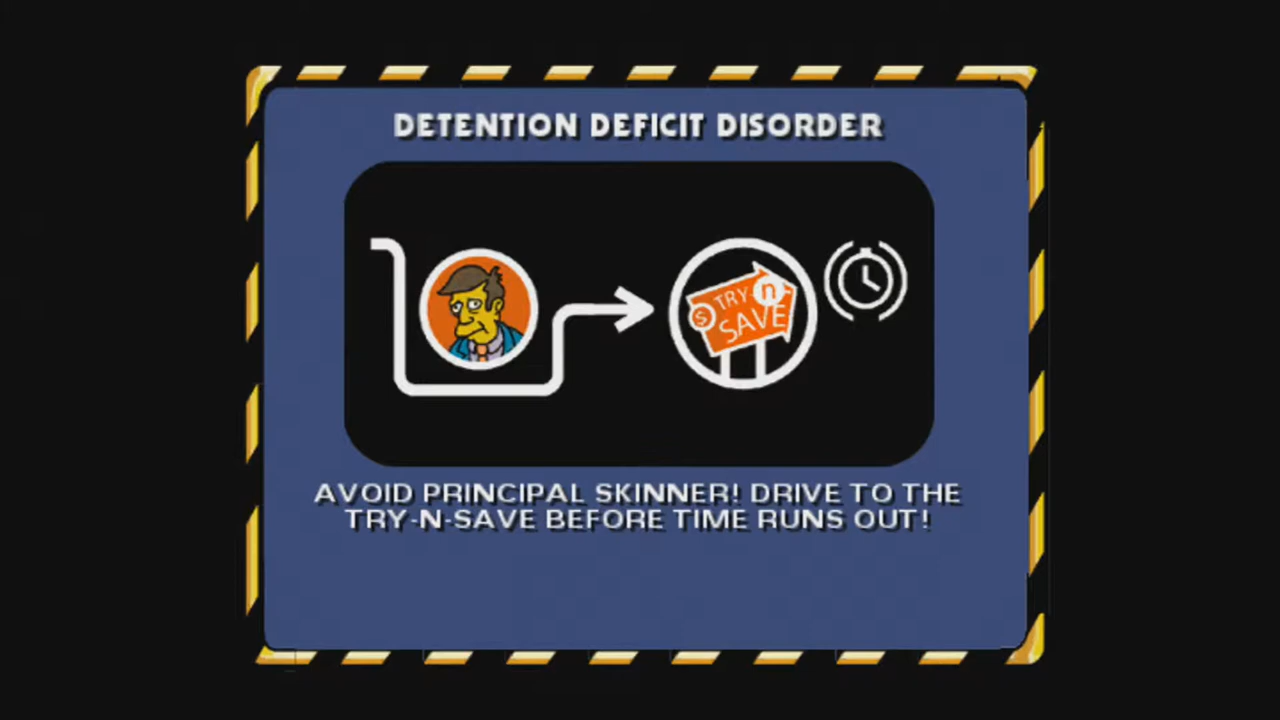 DETENTION DEFICIT DISORDER
$ TRY n
SAVE
AVOID PRINCIPAL SKINNER! DRIVE TO THE
TRY-N-SAVE BEFORE TIME RUNS OUT!